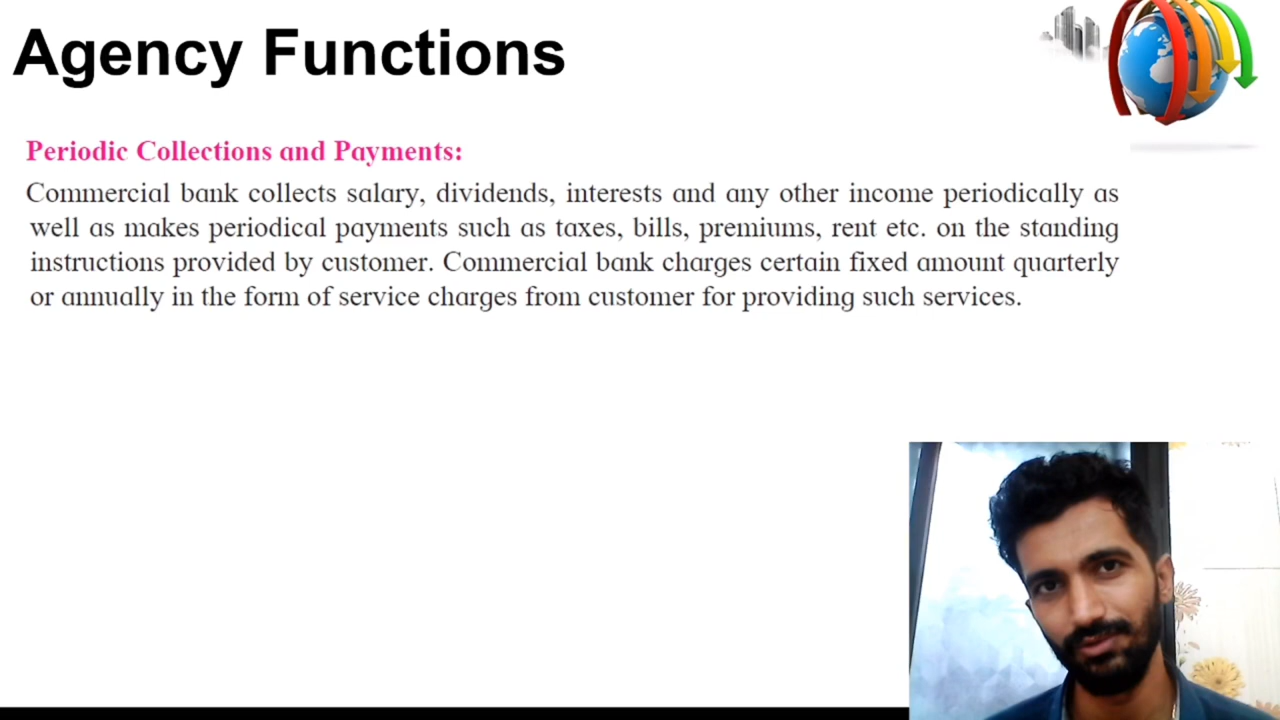 Agency Functions
Periodic Collections and Payments:
Commercial bank collects salary, dividends, interests and any other income periodically as
well as makes periodical payments such as taxes, bills, premiums, rent etc. on the standing
instructions provided by customer. Commercial bank charges certain fixed amount quarterly
or annually in the form of service charges from customer for providing such services.